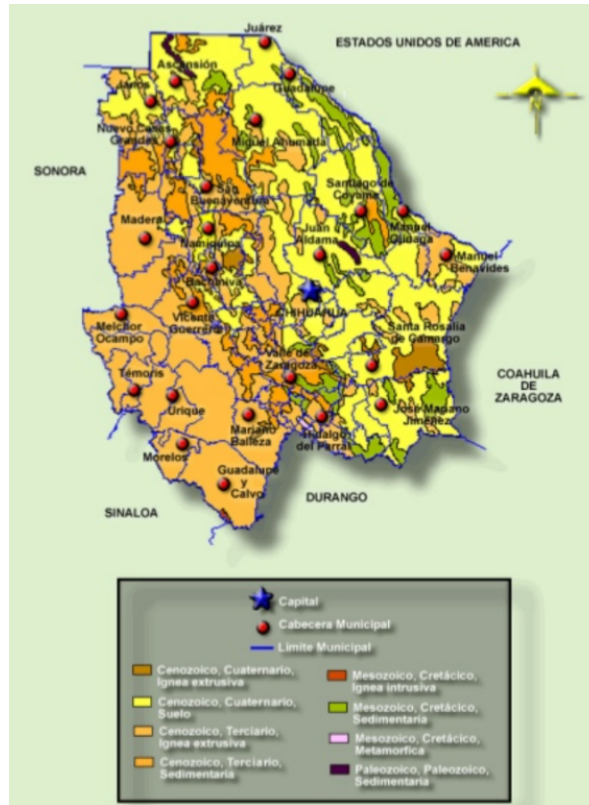 Juárez
ESTADOS UNIDOS DE AMERICA
Ascensión
Guadalupe
Janos
Nuevo Casas
Grandes
Miguel Ahumada
SONORA
San
Buenaventura
Santiago de
Coyame
Madera
Juan
Aldama
Manuel
Ojinaga
Namiquipa
Manuel
Benavides
Bachiniva
CHIHUAHUA
Melchor
Ocampo
Vicente
Guerrero
Santa Rosalía
de Camargo
Valle de
Zaragoza
COAHUILA
DE
ZARAGOZA
Témoris
Urique
José Mariano
Jiménez
Mariano
Balleza
Hidalgo
del Parral
Morelos
Guadalupe
y
Calvo
DURANGO
SINALOA
Capital
Cabecera Municipal
Límite Municipal
Cenozoico, Cuaternario,
Ignea extrusiva
Mesozoico, Cretácico,
Ignea intrusiva
Cenozoico, Cuaternario,
Suelo
Mesozoico, Cretácico,
Sedimentaria
Cenozoico, Terciario,
Ignea extrusiva
Mesozoico, Cretácico,
Metamorfica
Cenozoico, Terciario,
Sedimentaria
Paleozoico, Paleozoico,
Sedimentaria